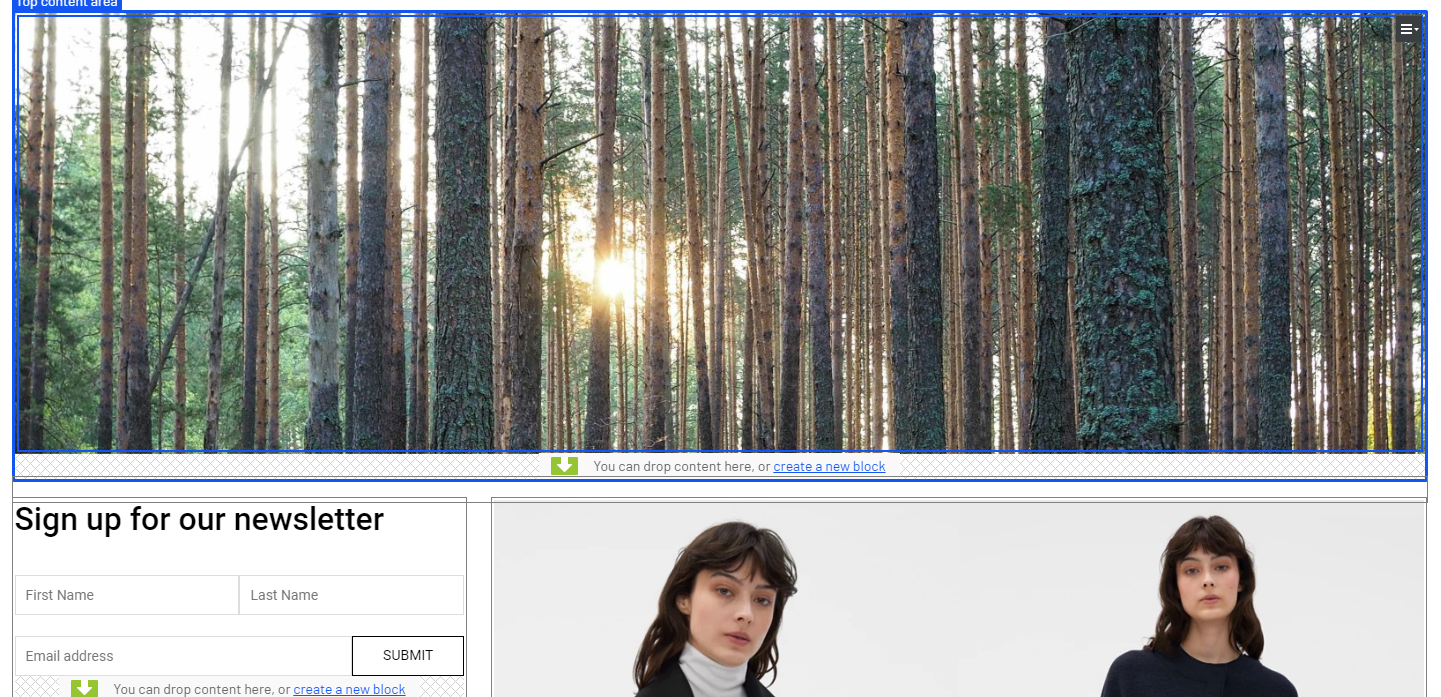 Top content area
You can drop content here, or create a new block
Sign up for our newsletter
First Name
Last Name
Email address
SUBMIT
You can drop content here, or create a new block